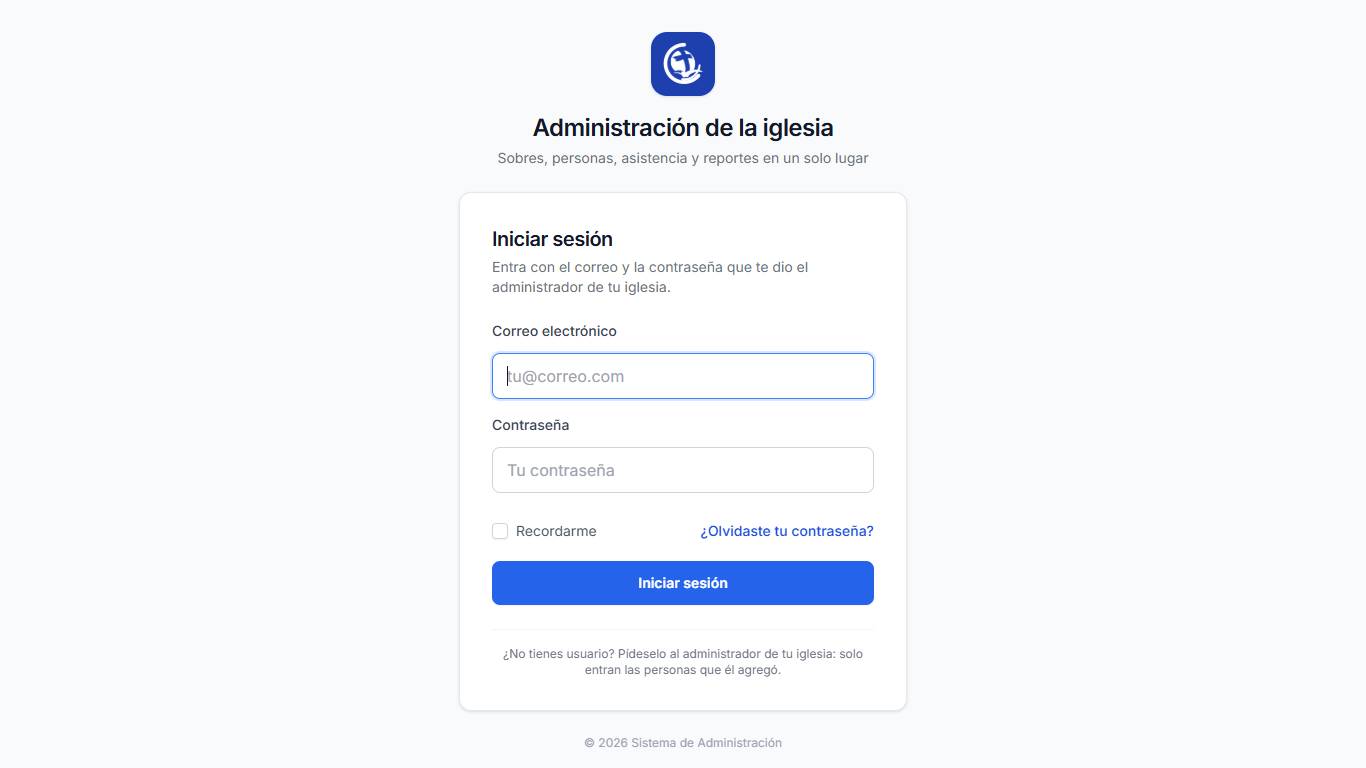 Administración de la iglesia
Sobres, personas, asistencia y reportes en un solo lugar
Iniciar sesión
Entra con el correo y la contraseña que te dio el
administrador de tu iglesia.
Correo electrónico
tu@correo.com
Contraseña
Tu contraseña
Recordarme
¿Olvidaste tu contraseña?
Iniciar sesión
¿No tienes usuario? Pídeselo al administrador de tu iglesia: solo
entran las personas que él agregó.
© 2026 Sistema de Administración